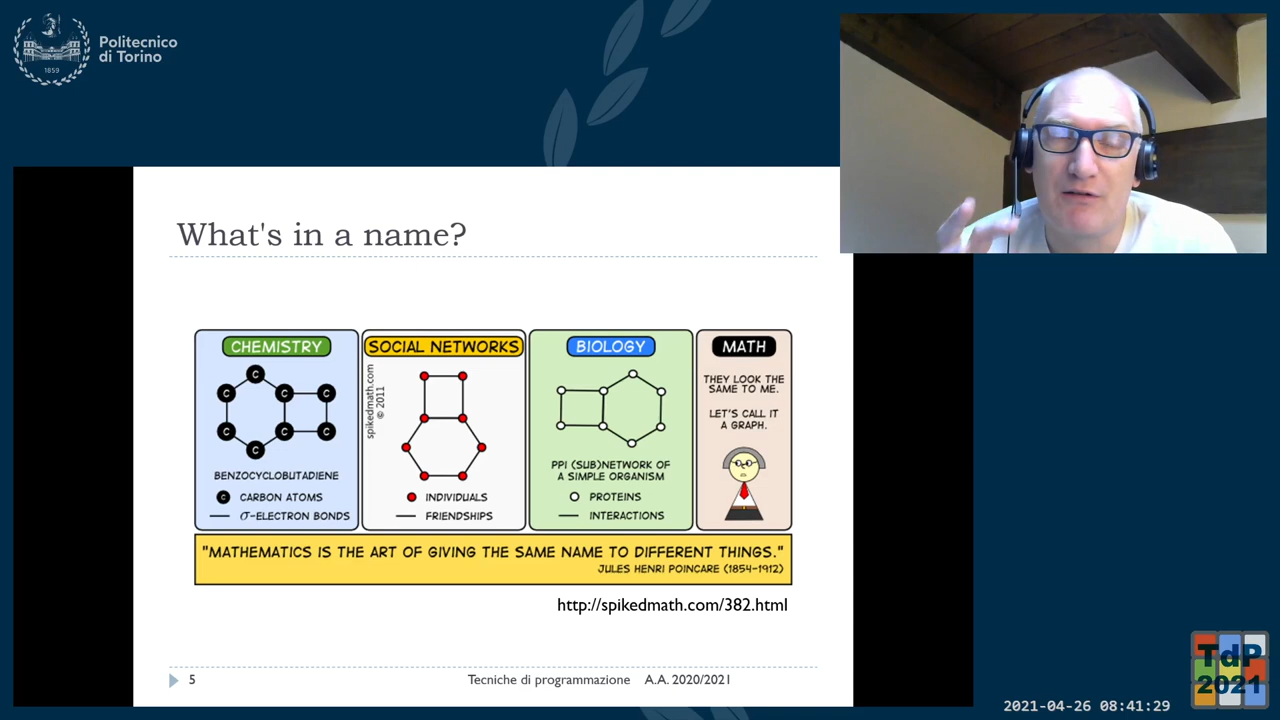 Politecnico
di Torino
1859
What's in a name?
CHEMISTRY
C
C
C
C
C
C
C
C
BENZOCYCLOBUTADIENE
C CARBON ATOMS
σ-ELECTRON BONDS
SOCIAL NETWORKS
spikedmath.com
© 2011
INDIVIDUALS
FRIENDSHIPS
BIOLOGY
PPI (SUB)NETWORK OF
A SIMPLE ORGANISM
PROTEINS
INTERACTIONS
MATH
THEY LOOK THE
SAME TO ME.
LET'S CALL IT
A GRAPH.
"MATHEMATICS IS THE ART OF GIVING THE SAME NAME TO DIFFERENT THINGS."
JULES HENRI POINCARE (1854-1912)
http://spikedmath.com/382.html
5
Tecniche di programmazione A.A. 2020/2021
TdP
2021
2021-04-26 08:41:29